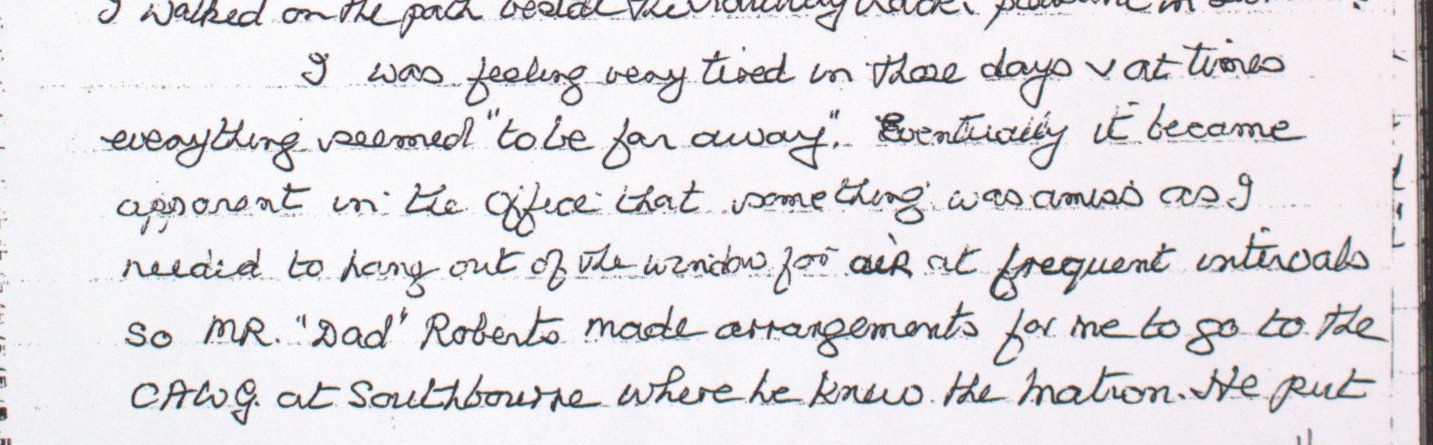 I walked on the path beside the railway track,
I was feeling very tired in those days & at times
everything seemed "to be far away". Eventually it became
apparent in the office that something was amiss as I
needed to hang out of the window for air at frequent intervals
so MR. "Dad" Roberts made arrangements for me to go to the
CAWG. at Southbourne where he knew the Matron. He put